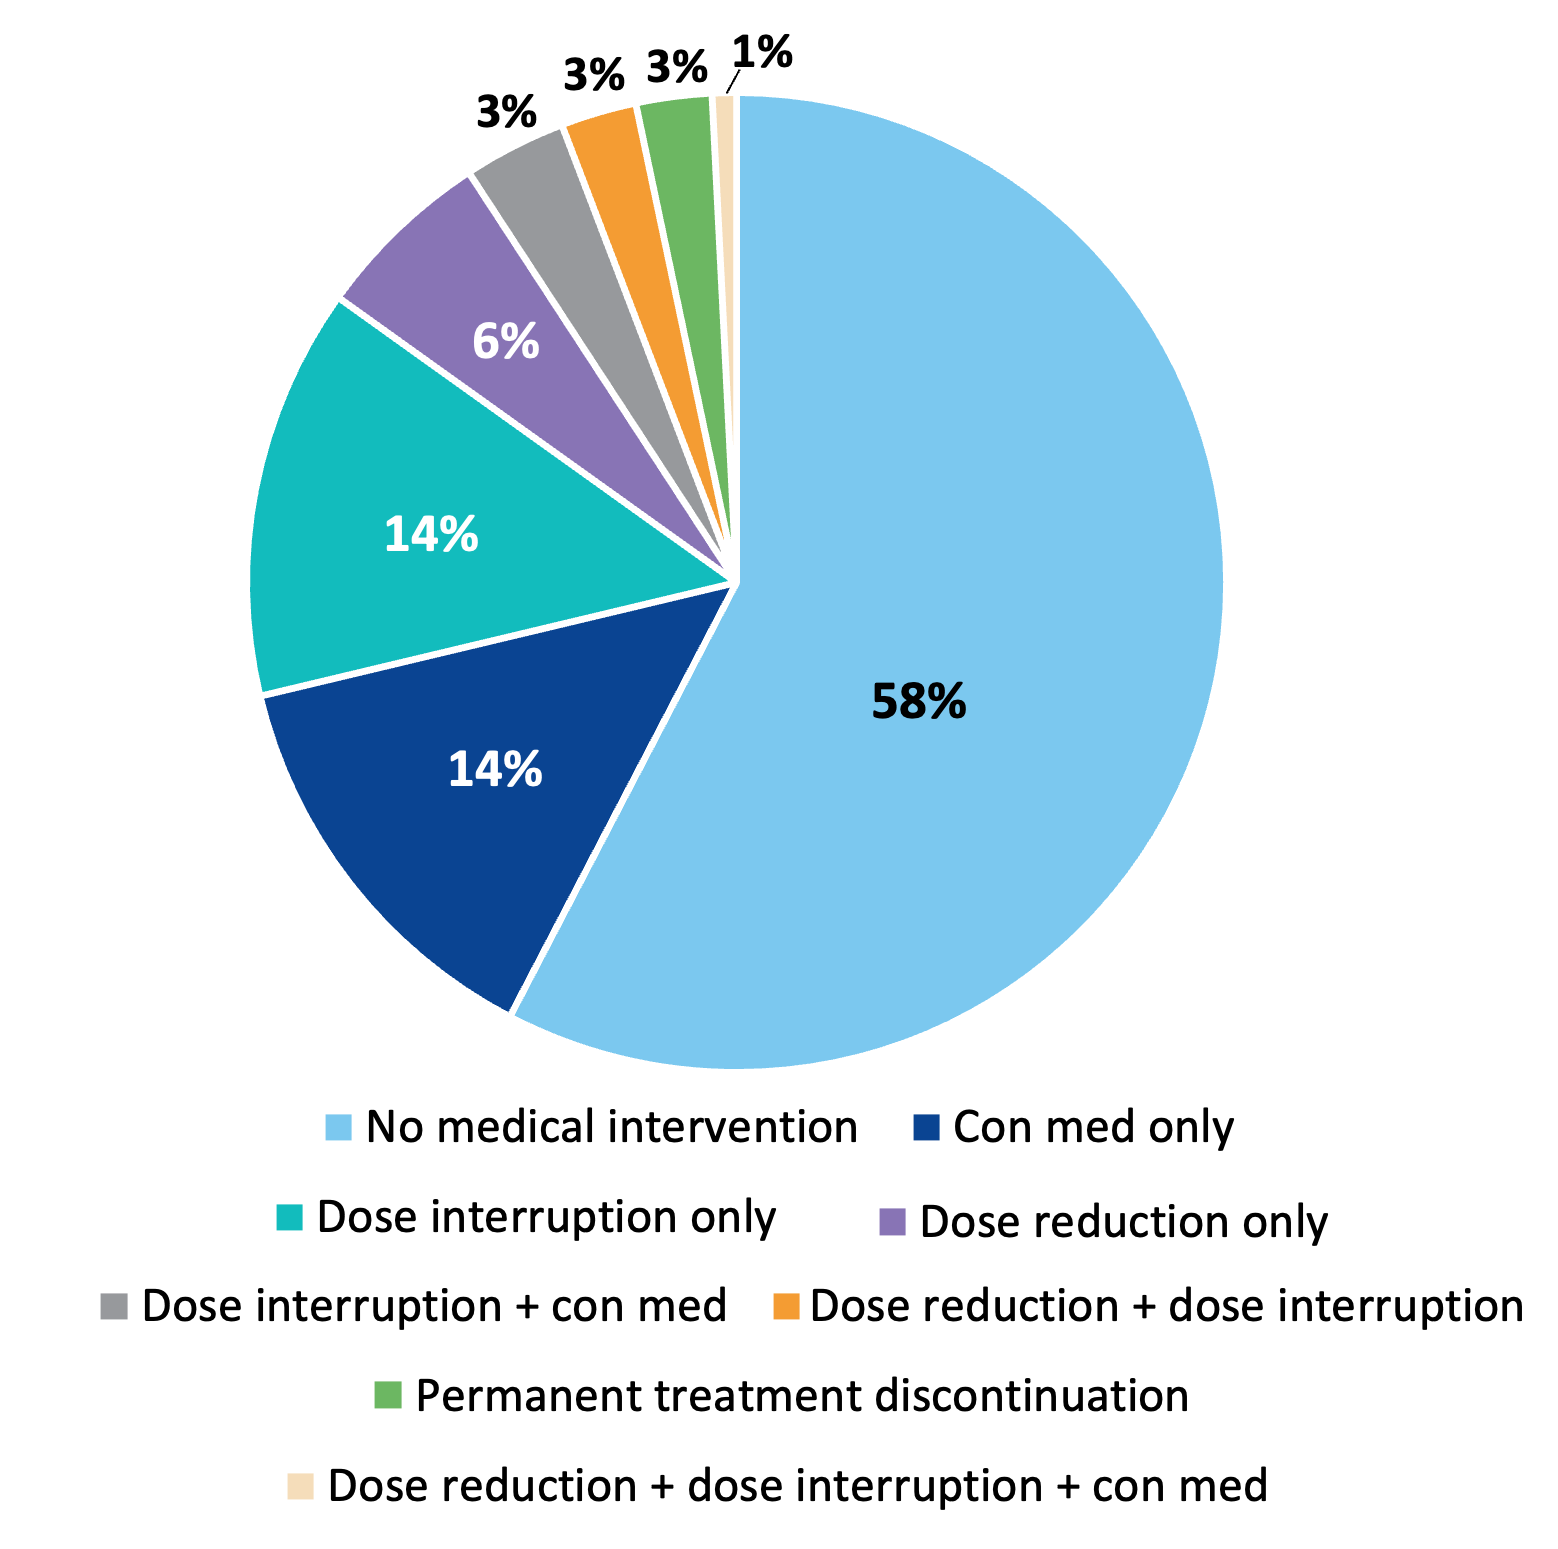 1%
3%
3%
3%
6%
14%
58%
14%
No medical intervention
Con med only
Dose interruption only
Dose reduction only
Dose interruption + con med
Dose reduction + dose interruption
Permanent treatment discontinuation
Dose reduction + dose interruption + con med